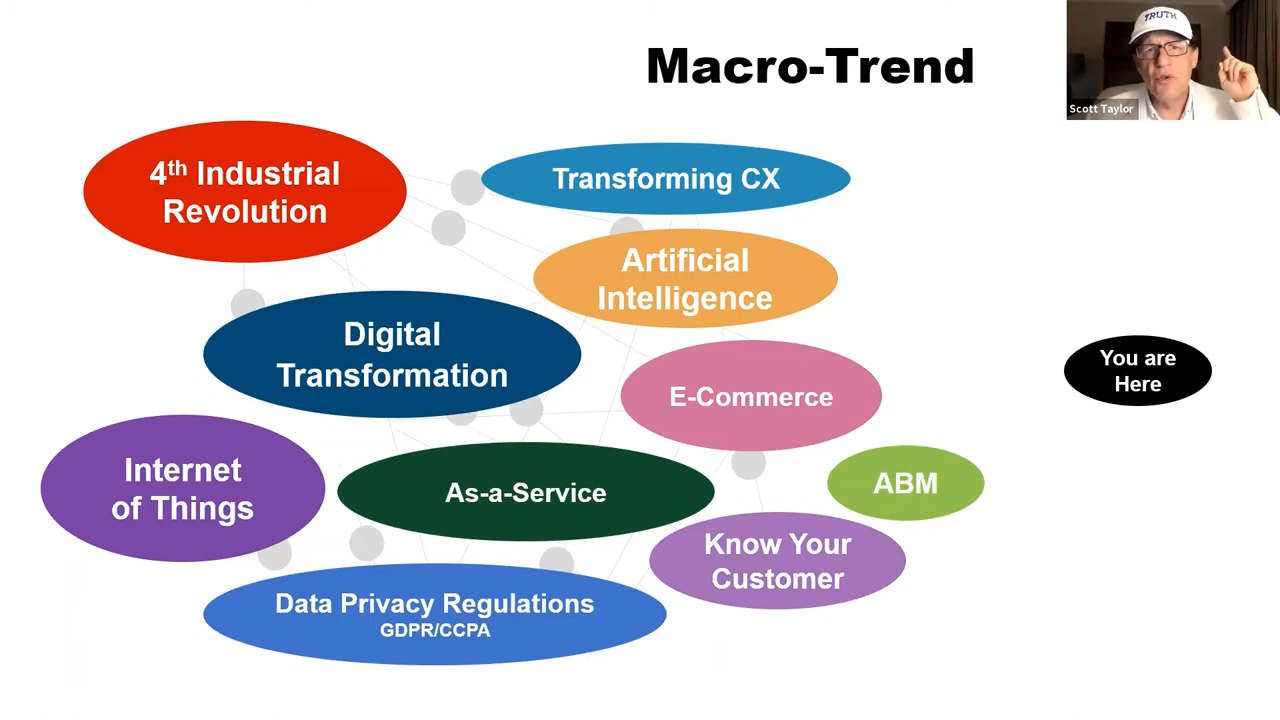 Macro-Trend
TRUTH
Scott Taylor
4th Industrial
Revolution
Transforming CX
Artificial
Intelligence
Digital
Transformation
You are
Here
E-Commerce
Internet
of Things
As-a-Service
ABM
Know Your
Customer
Data Privacy Regulations
GDPR/CCPA